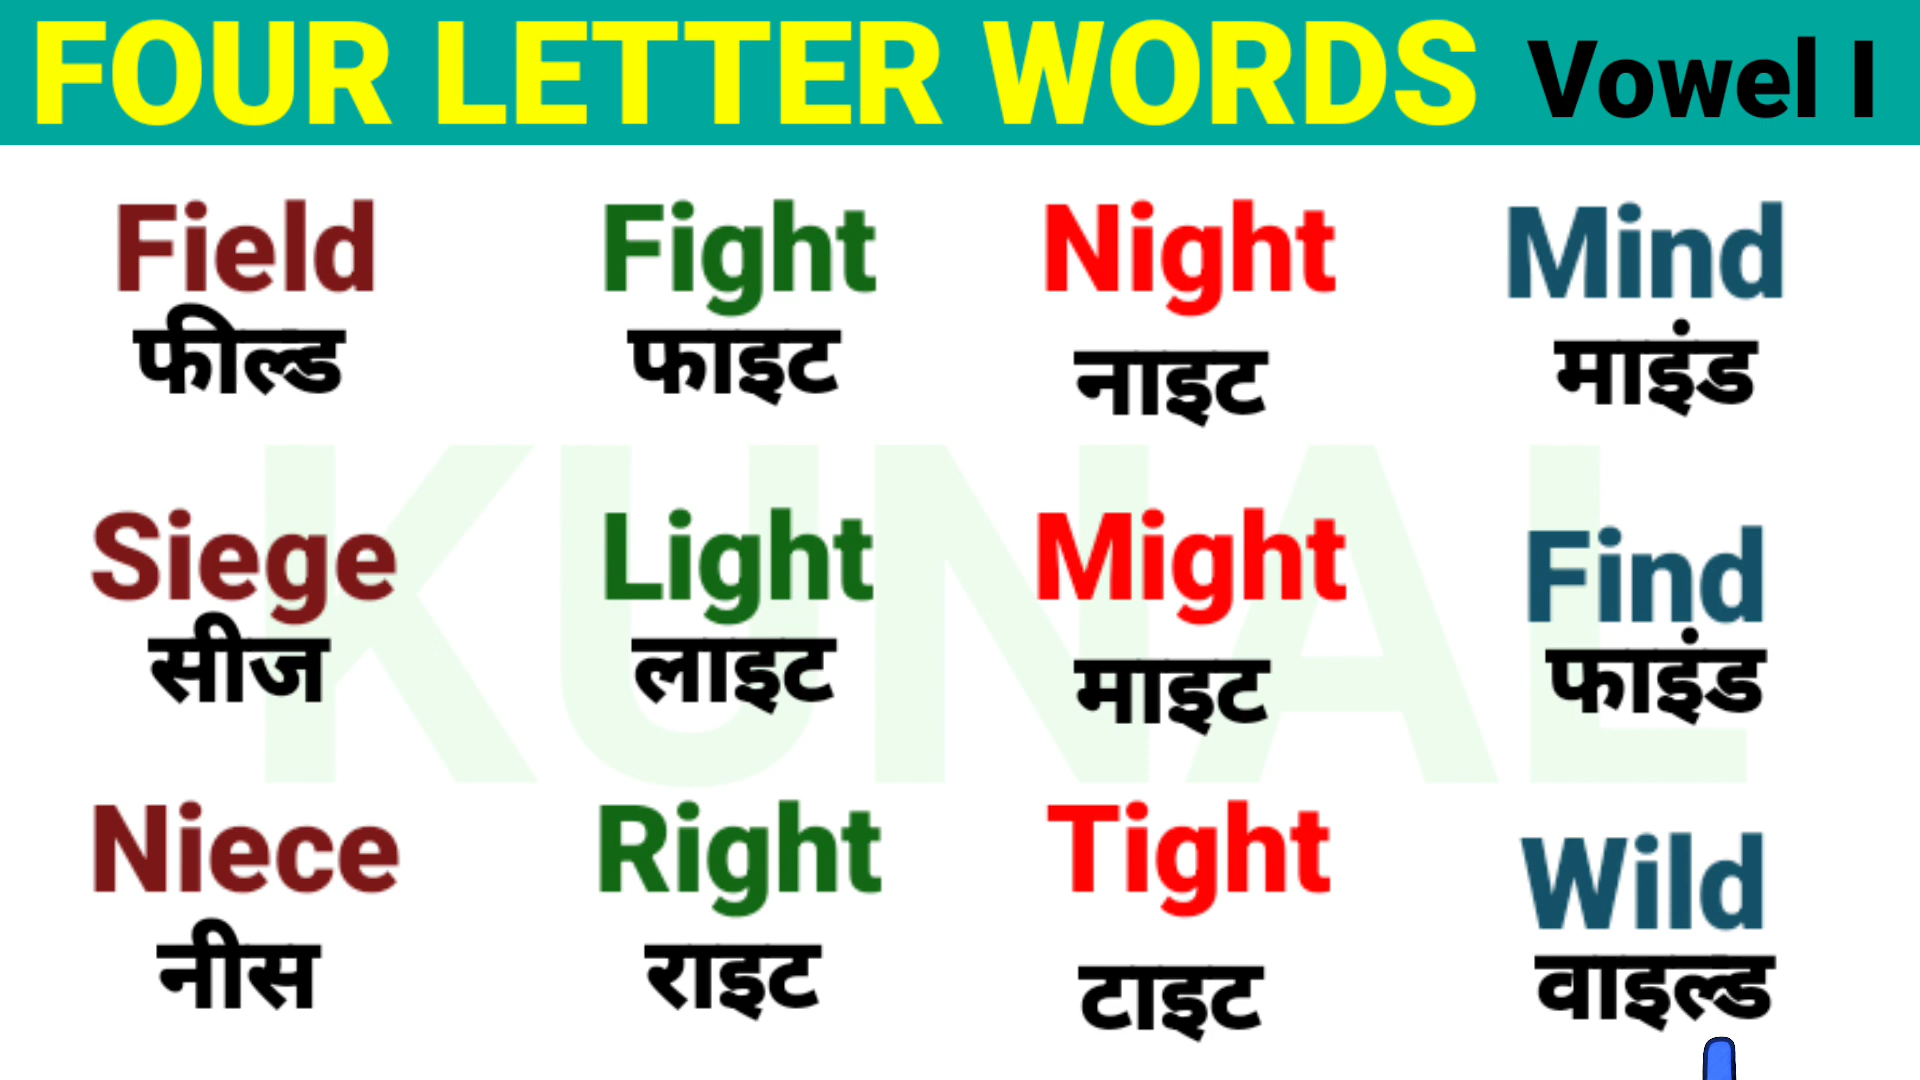 FOUR LETTER WORDS Vowel I
Field Fight Night Mind
फील्ड फाइट नाइट माइंड
KUNAL
Siege Light Might Find
सीज लाइट माइट फाइंड
Niece Right Tight Wild
नीस राइट टाइट वाइल्ड